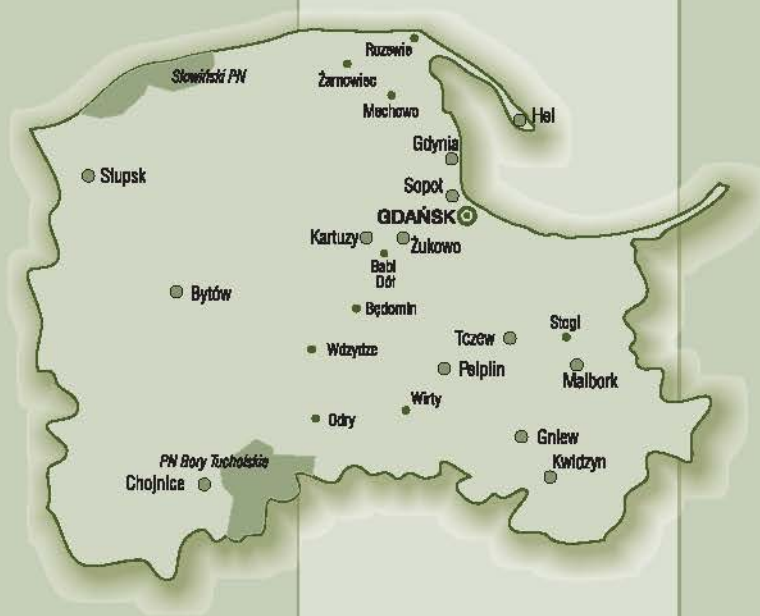 Rozewie
Słowiński PN
Żarnowiec
Mechowo
Hel
Gdynia
Słupsk
Sopot
GDAŃSK
Kartuzy
Żukowo
Babi
Dół
Bytów
Będomin
Stogi
Tczew
Wdzydze
Pelplin
Malbork
Wirty
Odry
Gniew
PN Bory Tucholskie
Kwidzyn
Chojnice